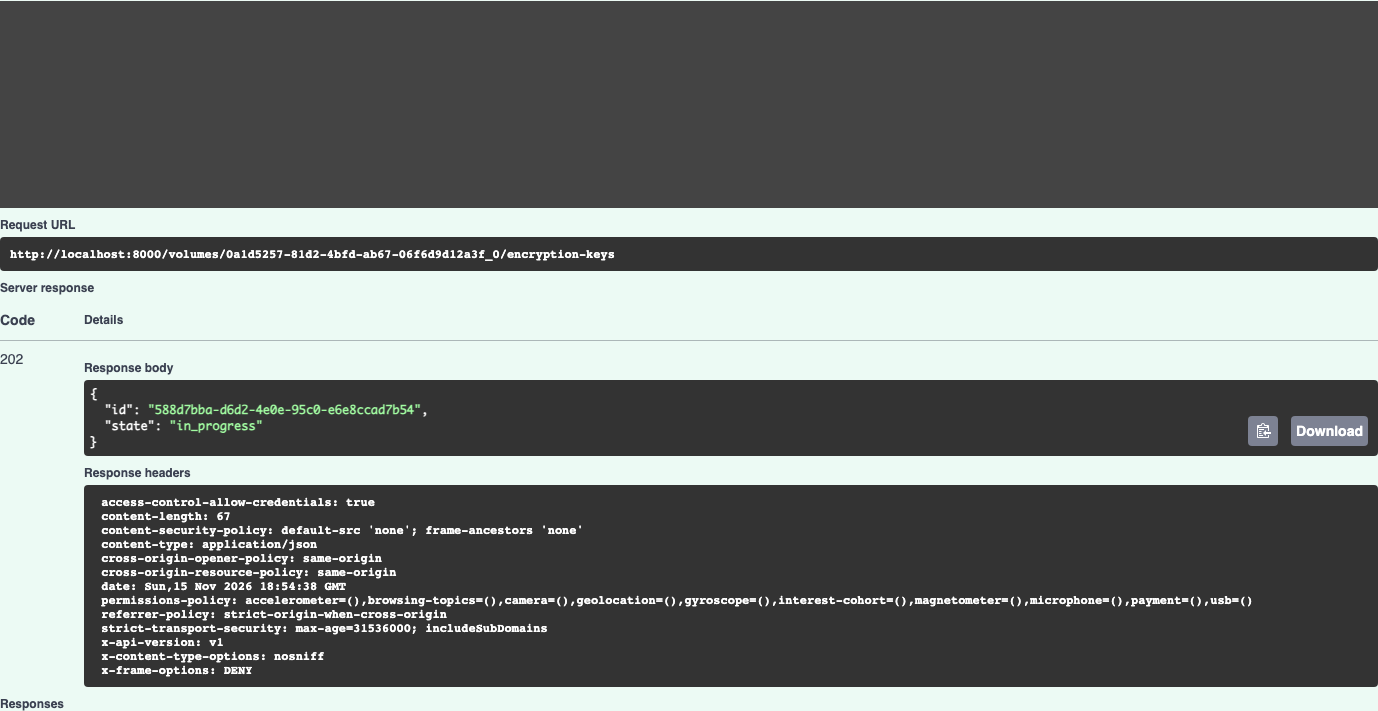 Request URL
http://localhost:8000/volumes/0a1d5257-81d2-4bfd-ab67-06f6d9d12a3f_0/encryption-keys
Server response
Code Details
202
Response body
{
  "id": "588d7bba-d6d2-4e0e-95c0-e6e8ccad7b54",
  "state": "in_progress"
}
Download
Response headers
access-control-allow-credentials: true
content-length: 67
content-security-policy: default-src 'none'; frame-ancestors 'none'
content-type: application/json
cross-origin-opener-policy: same-origin
cross-origin-resource-policy: same-origin
date: Sun,15 Nov 2026 18:54:38 GMT
permissions-policy: accelerometer=(),browsing-topics=(),camera=(),geolocation=(),gyroscope=(),interest-cohort=(),magnetometer=(),microphone=(),payment=(),usb=()
referrer-policy: strict-origin-when-cross-origin
strict-transport-security: max-age=31536000; includeSubDomains
x-api-version: v1
x-content-type-options: nosniff
x-frame-options: DENY
Responses